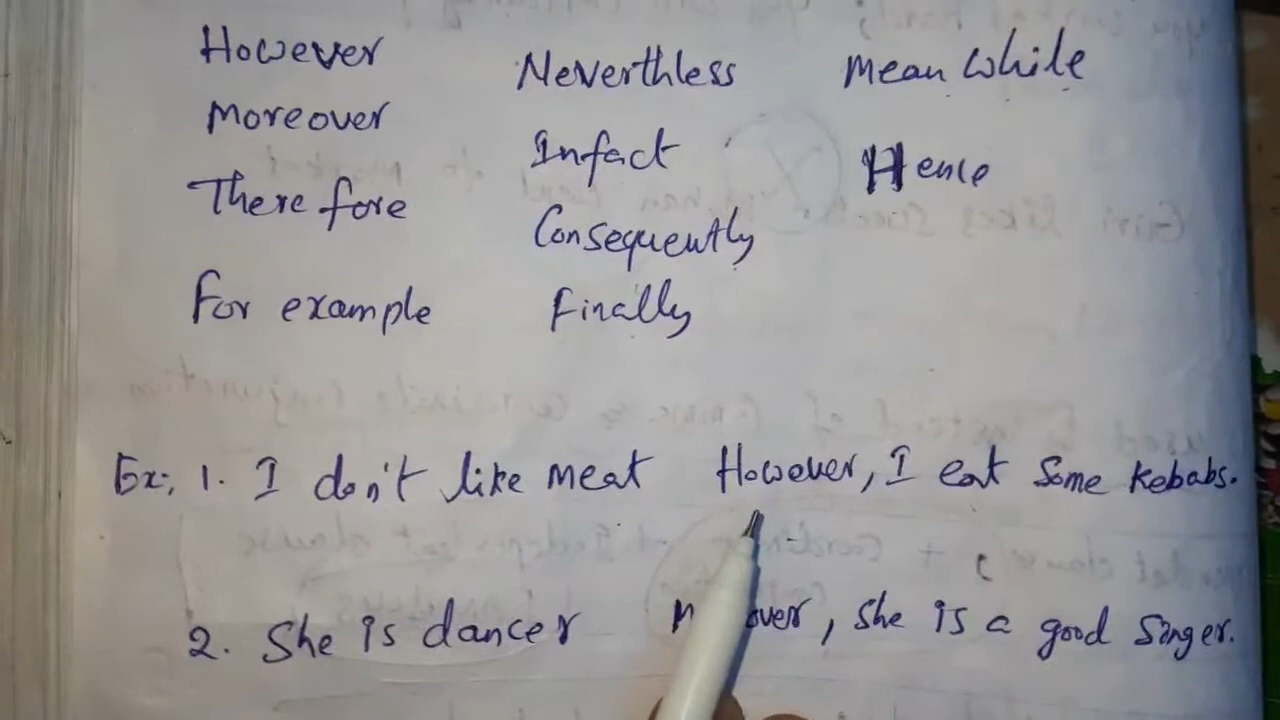 However
Moreover
There fore
For example
Neverthless
Infact
Consequently
Finally
Mean while
Hence
Ex:, 1. I don't like meat However, I eat some kebabs.
2. She is dancer over, she is a good singer.